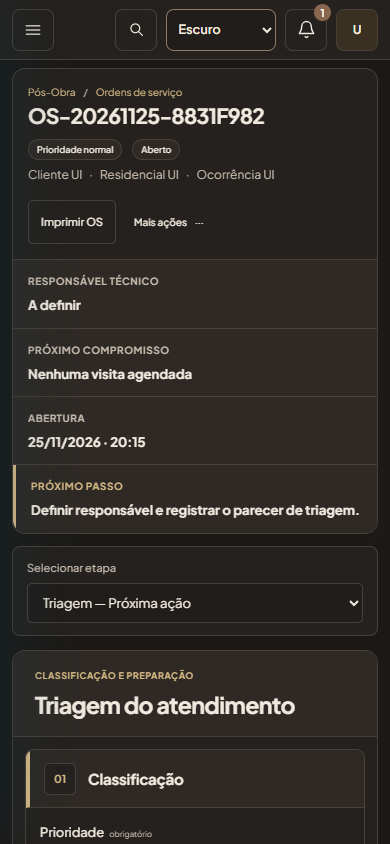 Escuro
1
U
Pós-Obra / Ordens de serviço
OS-20261125-8831F982
Prioridade normal Aberto
Cliente UI · Residencial UI · Ocorrência UI
Imprimir OS Mais ações ···
RESPONSÁVEL TÉCNICO
A definir
PRÓXIMO COMPROMISSO
Nenhuma visita agendada
ABERTURA
25/11/2026 · 20:15
PRÓXIMO PASSO
Definir responsável e registrar o parecer de triagem.
Selecionar etapa
Triagem — Próxima ação
CLASSIFICAÇÃO E PREPARAÇÃO
Triagem do atendimento
01 Classificação
Prioridade obrigatório